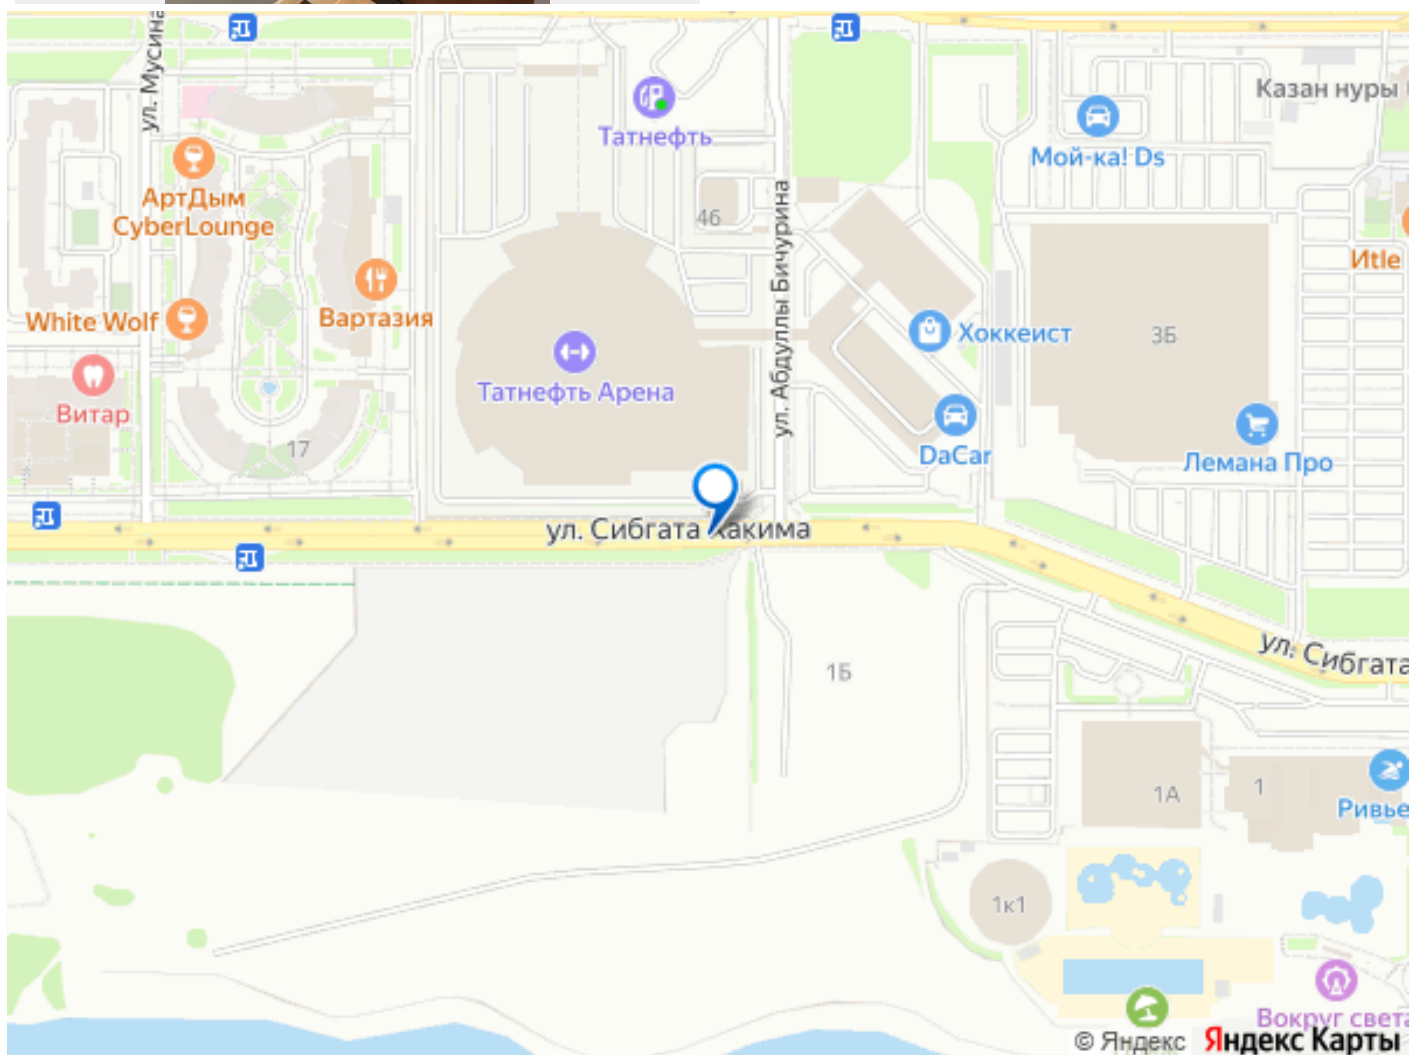 ул. Мусина
Татнефть
Казан нуры
Мой-ка! Ds
АртДым
CyberLounge
46
ул. Абдуллы Бичурина
Иtle
White Wolf
Вартазия
Хоккеист
3Б
Татнефть Арена
Витар
17
DaCar
Лемана Про
ул. Сибгата Хакима
ул. Сибгата
1Б
1А
1
Ривье
1к1
Вокруг света
© Яндекс Яндекс Карты